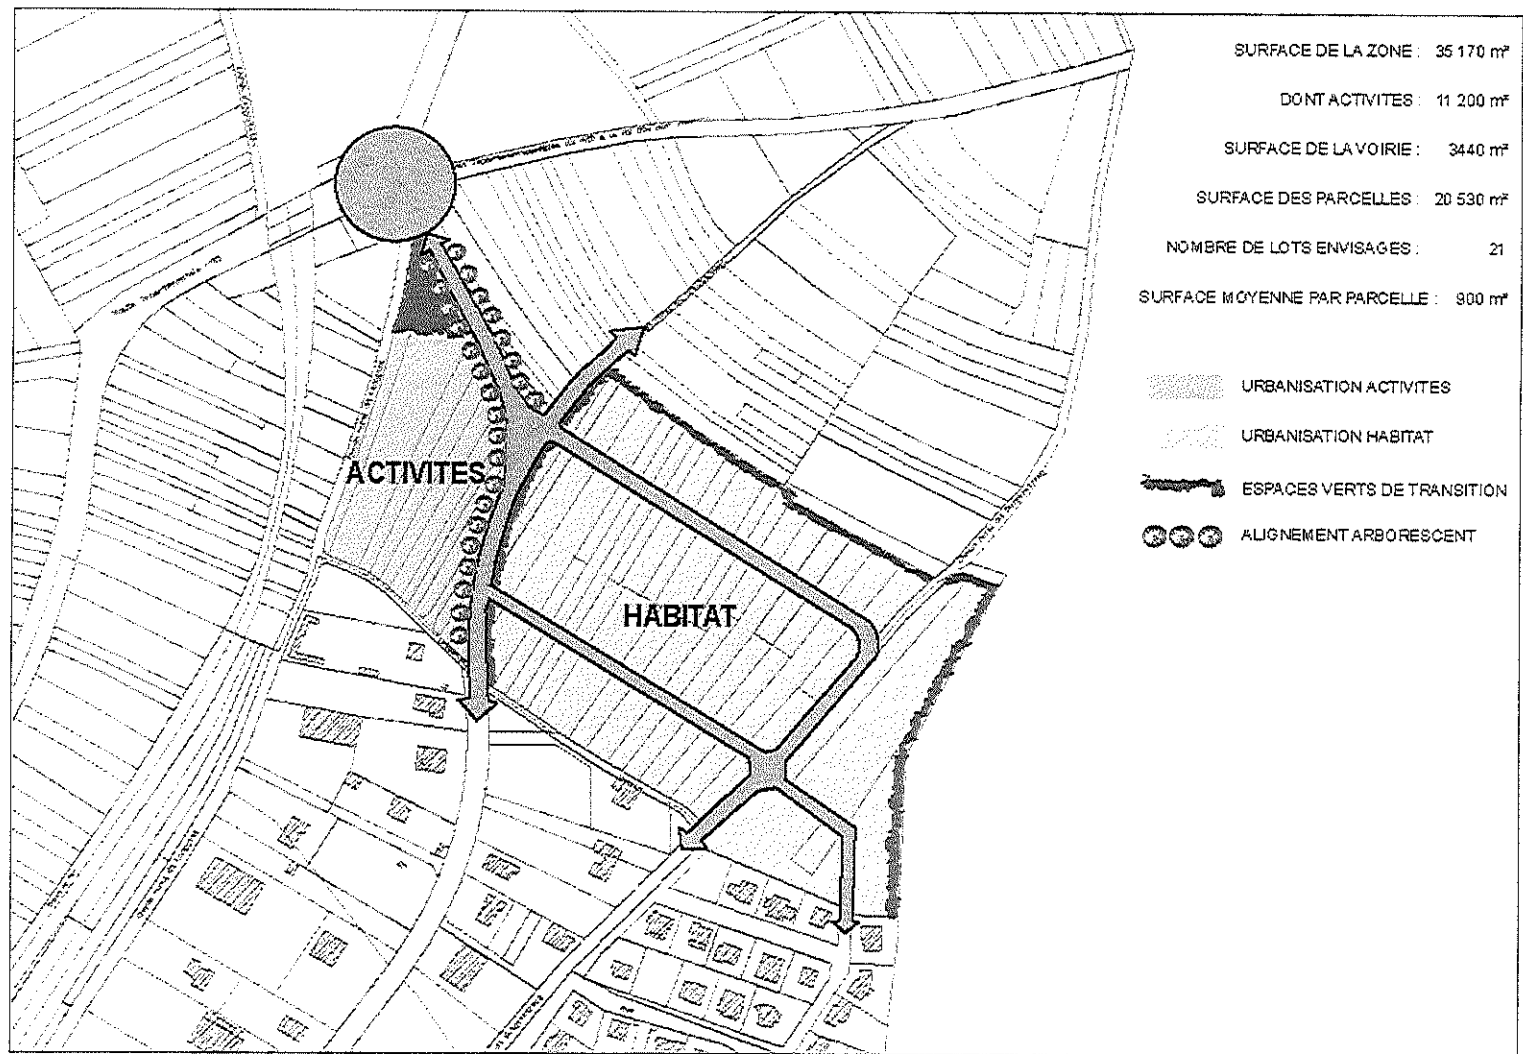 SURFACE DE LA ZONE : 35 170 m²
DONT ACTIVITES : 11 200 m²
SURFACE DE LA VOIRIE : 3440 m²
SURFACE DES PARCELLES : 20 530 m²
NOMBRE DE LOTS ENVISAGES : 21
SURFACE MOYENNE PAR PARCELLE : 900 m²
URBANISATION ACTIVITES
URBANISATION HABITAT
ESPACES VERTS DE TRANSITION
ALIGNEMENT ARBORESCENT
ACTIVITES
HABITAT